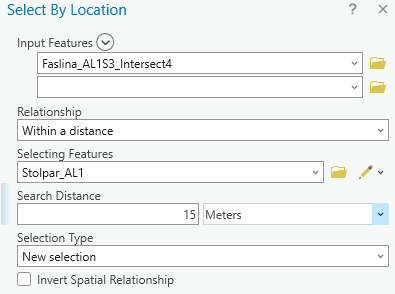 Select By Location ? ×
Input Features
Faslina_AL1S3_Intersect4
Relationship
Within a distance
Selecting Features
Stolpar_AL1
Search Distance
15 Meters
Selection Type
New selection
Invert Spatial Relationship